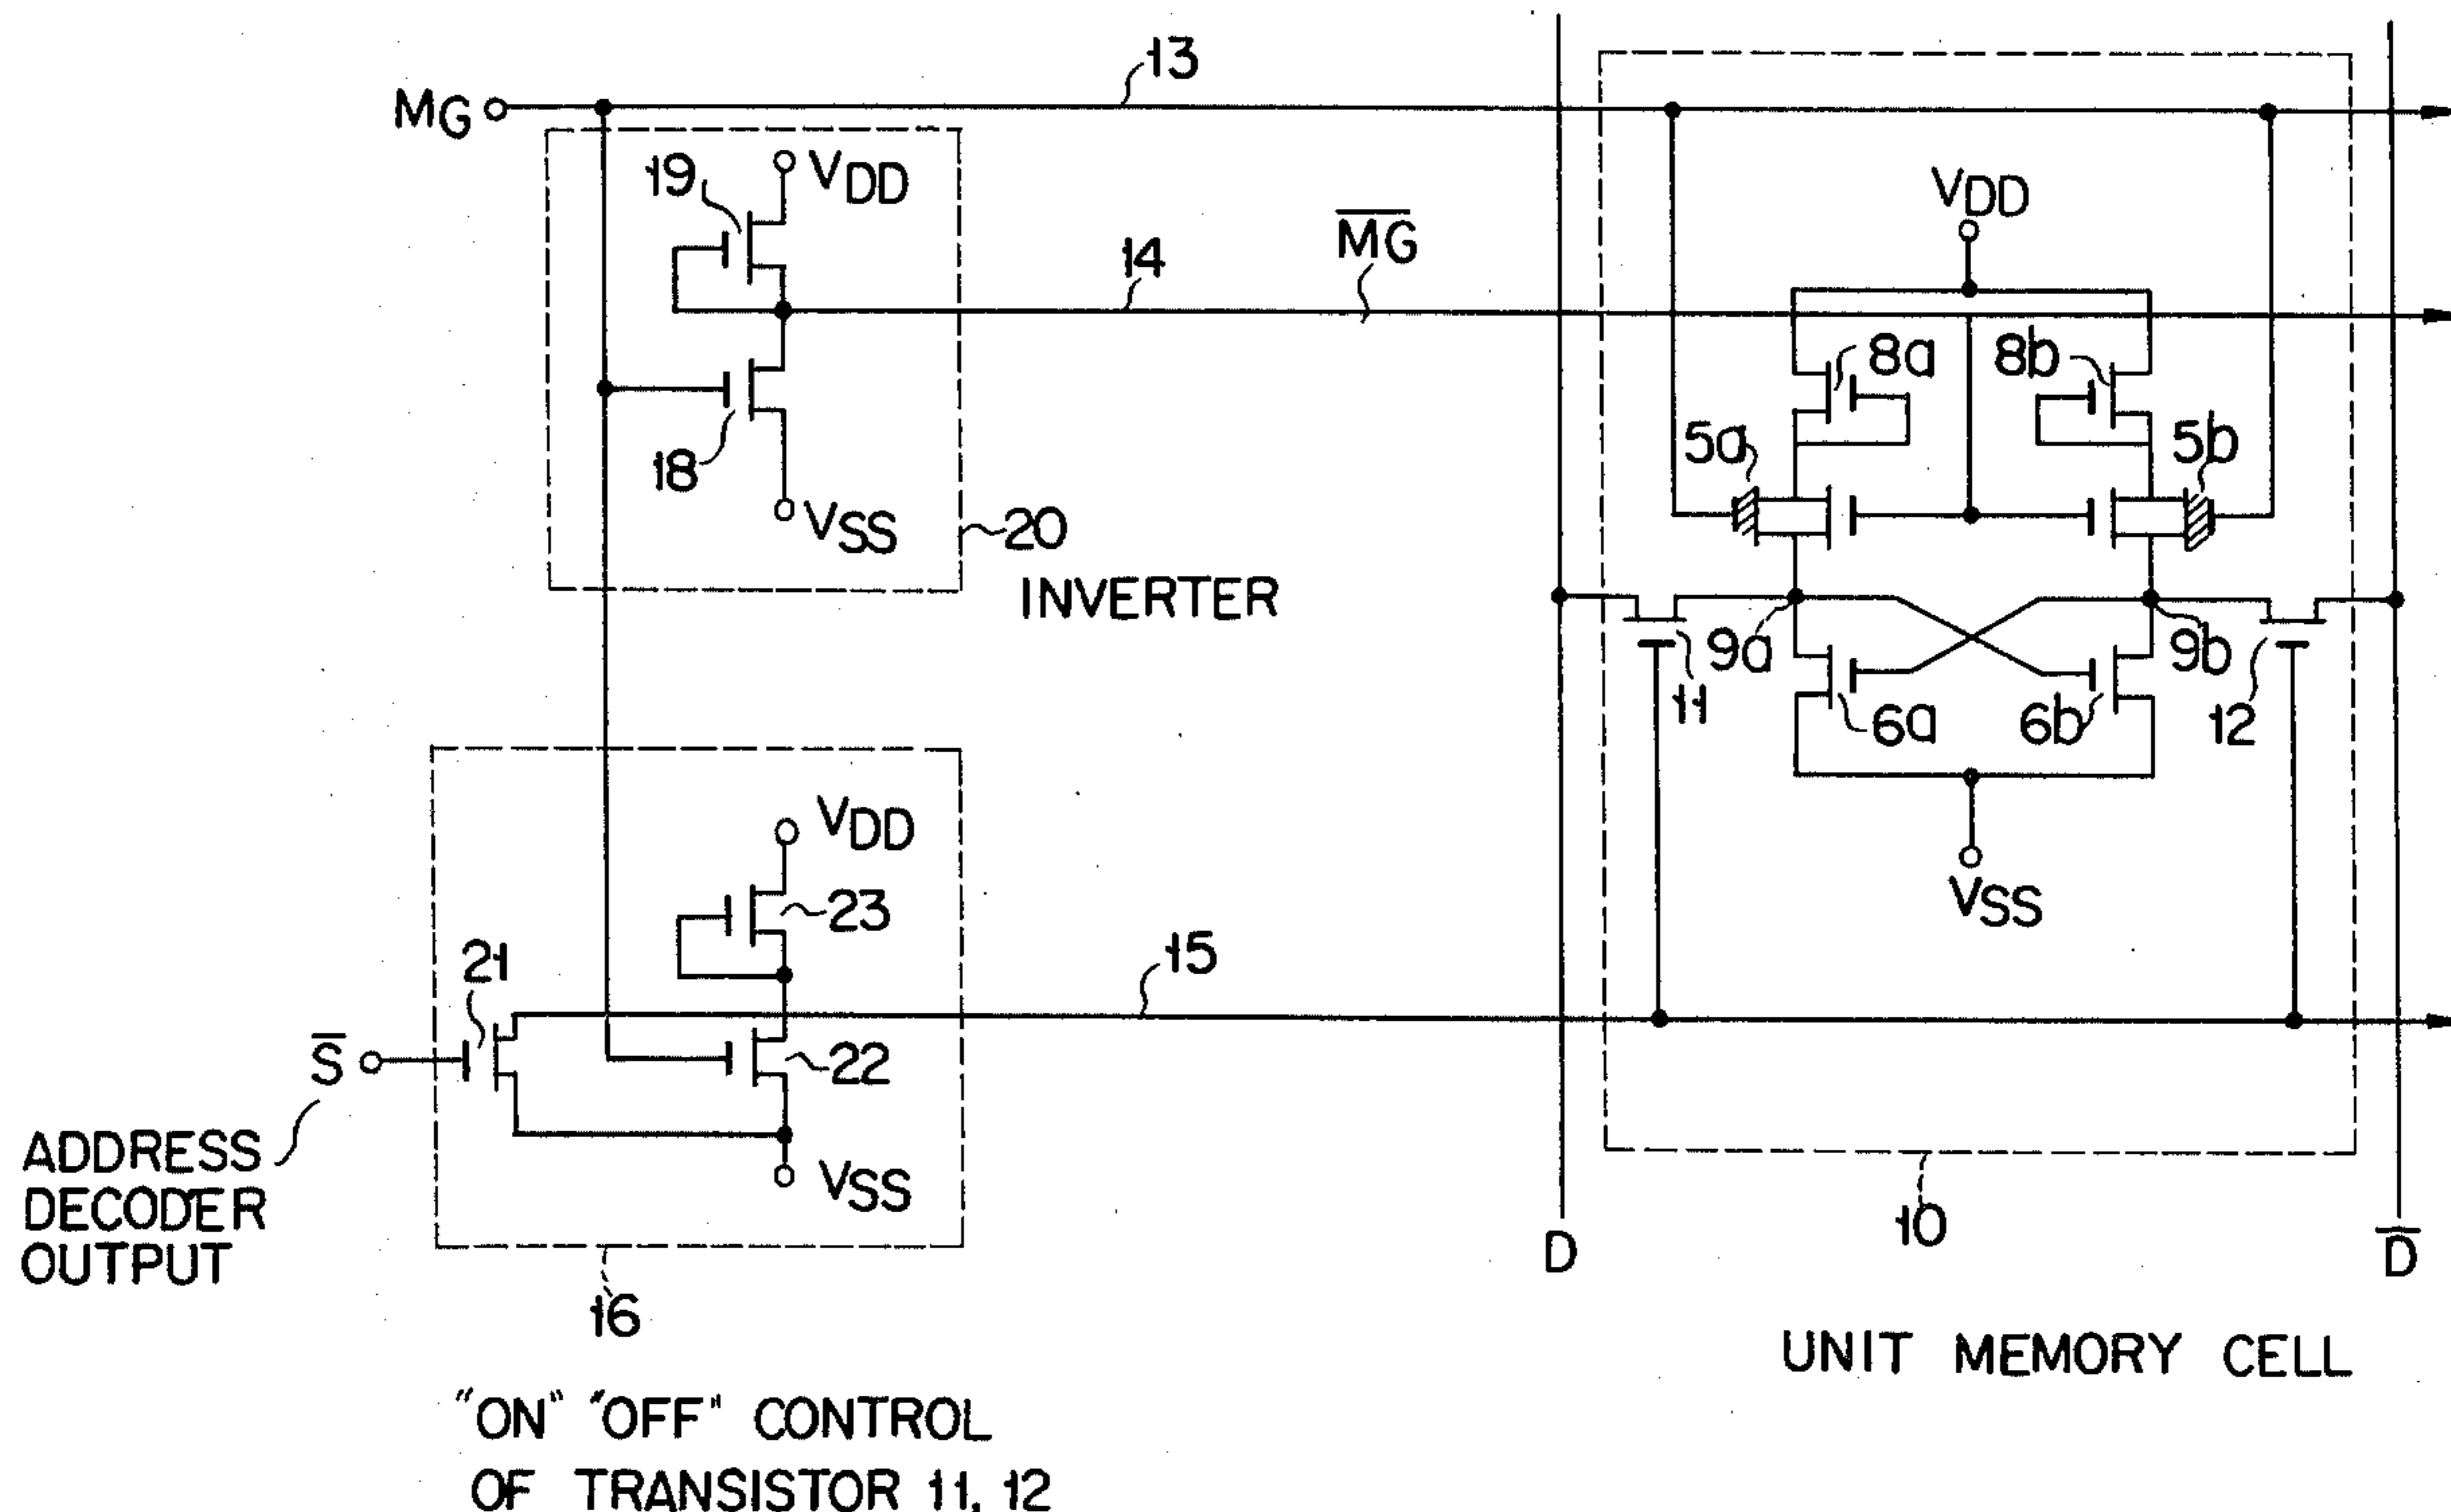 MG
13
19
VDD
14
M̅G̅
VDD
18
VSS
20
INVERTER
8a
8b
5a
5b
9a
9b
11
12
6a
6b
VSS
VDD
23
21
15
S̅
22
ADDRESS
DECODER
OUTPUT
VSS
16
10
D
D̅
UNIT MEMORY CELL
"ON" "OFF" CONTROL
OF TRANSISTOR 11, 12